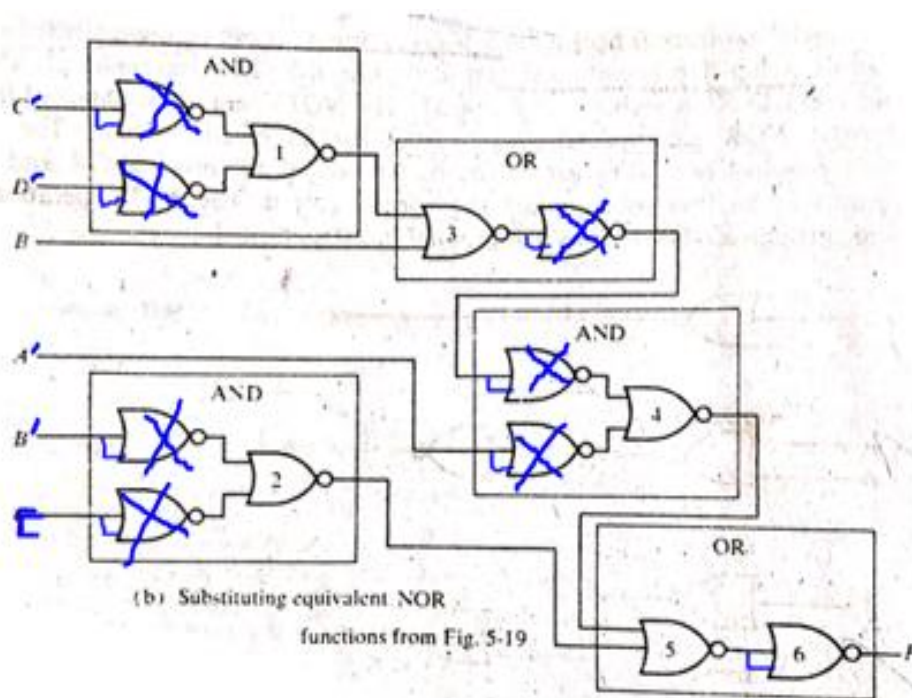 AND
C'
1
OR
D'
3
B
AND
A'
AND
4
B'
2
OR
(b) Substituting equivalent NOR
functions from Fig. 5-19
5
6